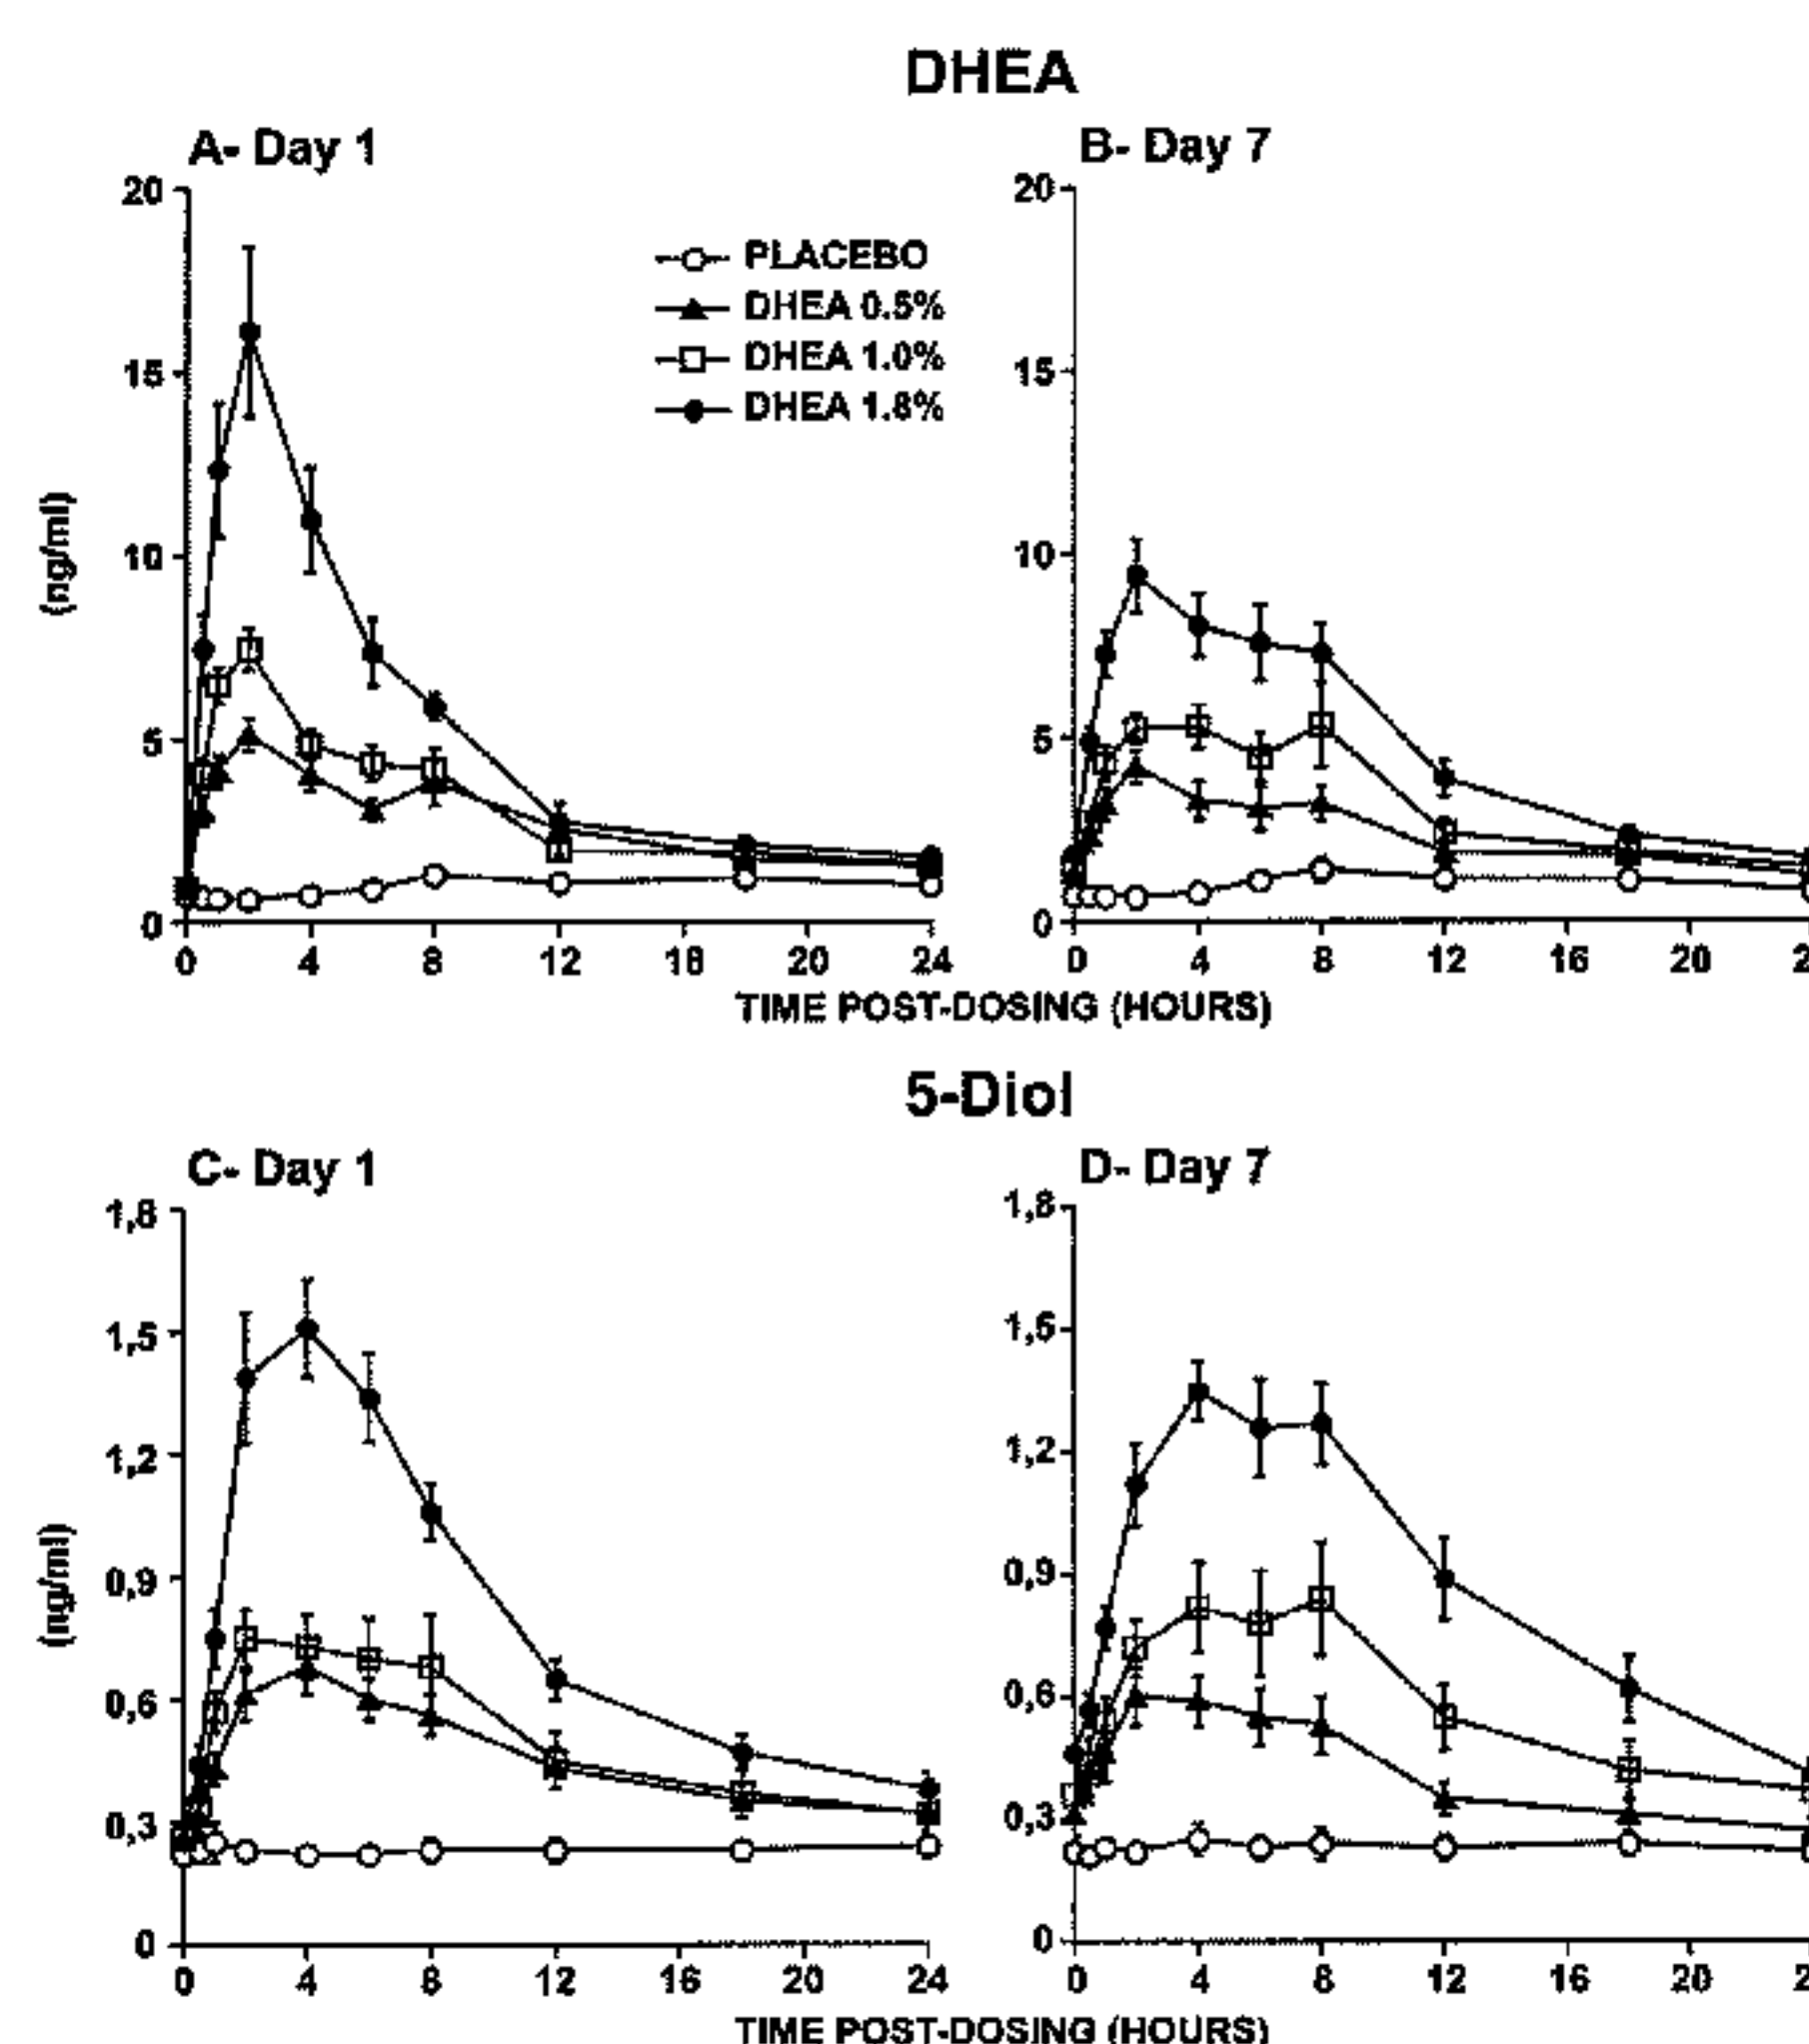 DHEA
A- Day 1
B- Day 7
20
15
10
5
0
(ng/ml)
PLACEBO
DHEA 0.5%
DHEA 1.0%
DHEA 1.8%
20
15
10
5
0
0 4 8 12 16 20 24
0 4 8 12 16 20
TIME POST-DOSING (HOURS)
5-Diol
C- Day 1
D- Day 7
1,8
1,5
1,2
0,9
0,6
0,3
0
(ng/ml)
1,8
1,5
1,2
0,9
0,6
0,3
0
0 4 8 12 16 20 24
0 4 8 12 16 20
TIME POST-DOSING (HOURS)